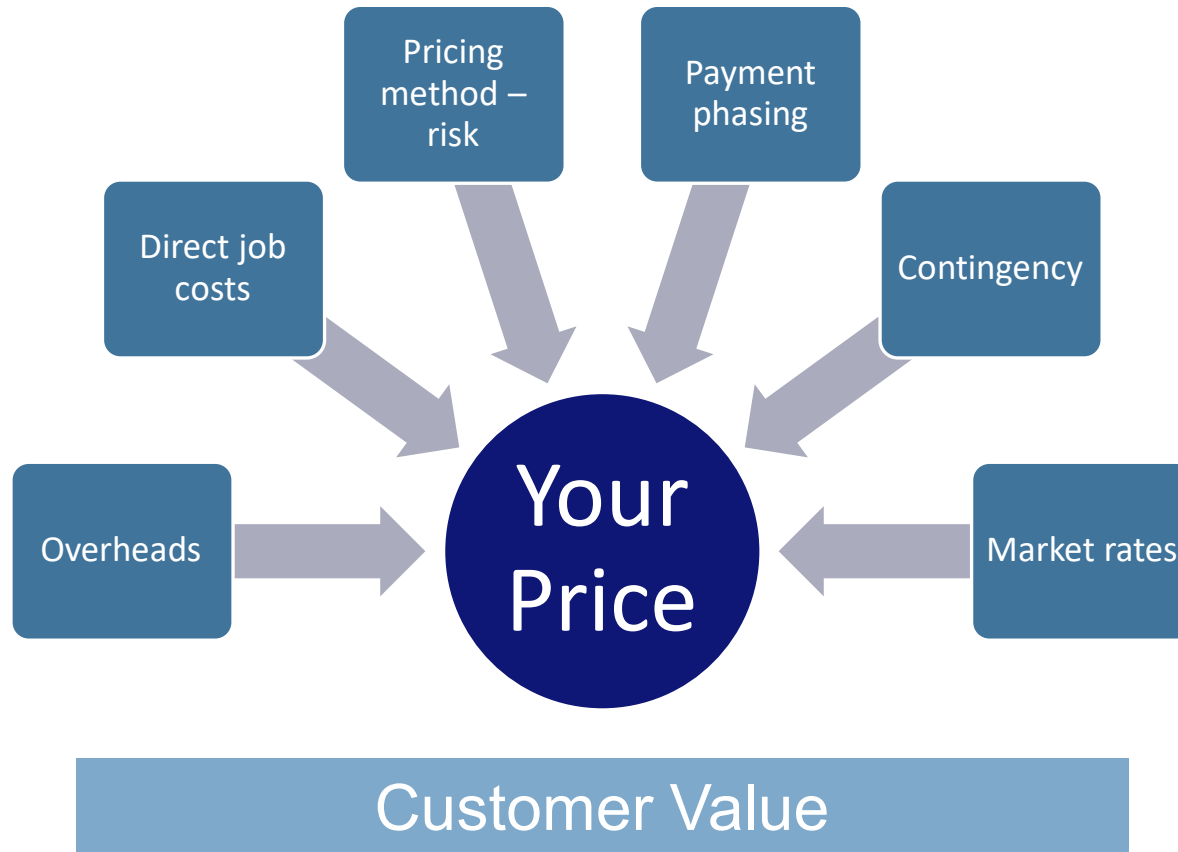 Pricing
method –
risk
Payment
phasing
Direct job
costs
Contingency
Overheads
Your
Price
Market rates
Customer Value